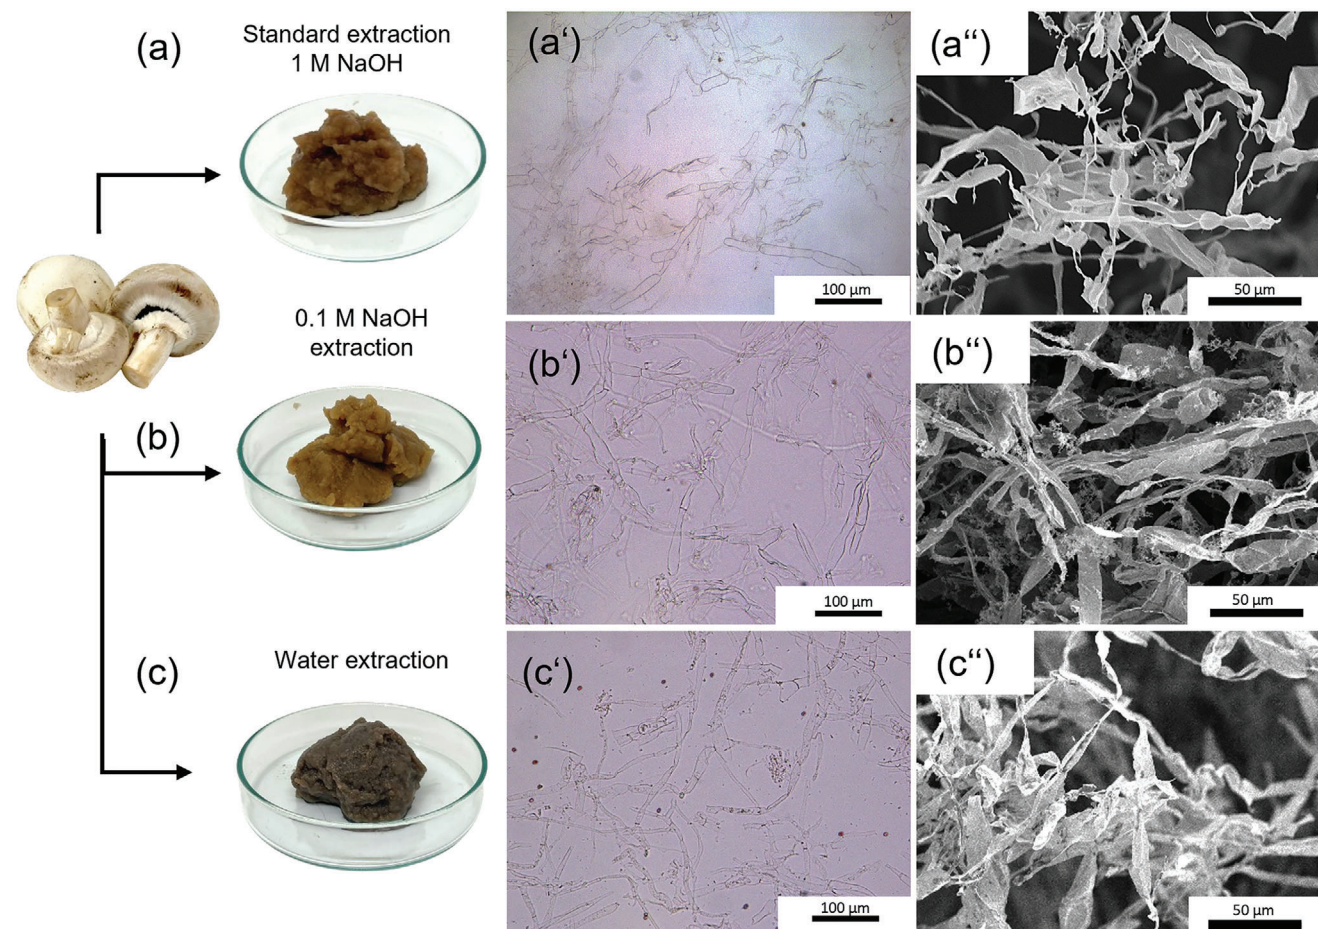 (a)
Standard extraction
1 M NaOH
(a‘)
100 µm
(a“)
50 µm
(b)
0.1 M NaOH
extraction
(b‘)
100 µm
(b“)
50 µm
(c)
Water extraction
(c‘)
100 µm
(c“)
50 µm